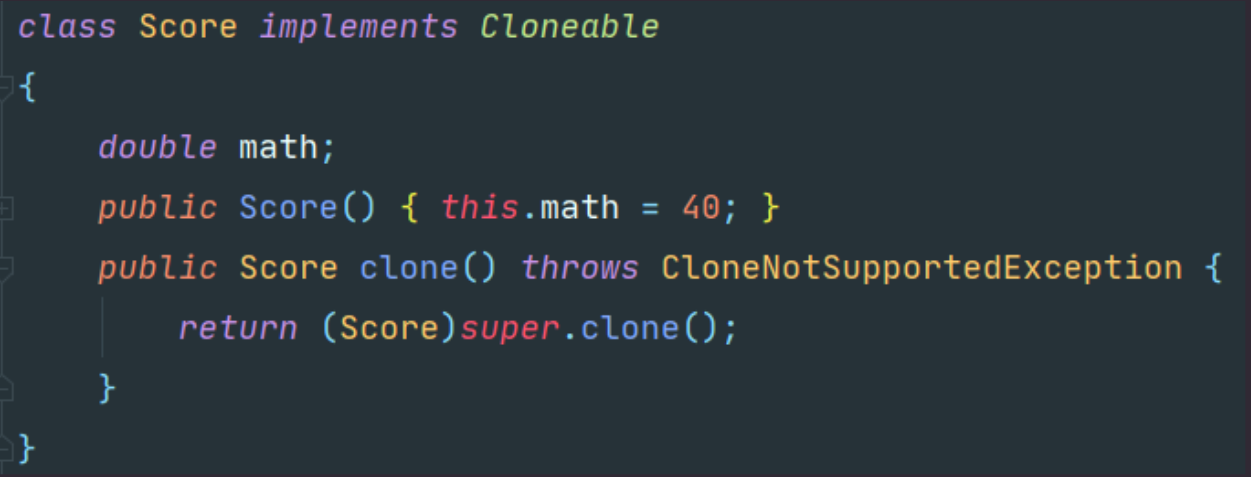 class Score implements Cloneable
{
    double math;
    public Score() { this.math = 40; }
    public Score clone() throws CloneNotSupportedException {
        return (Score)super.clone();
    }
}